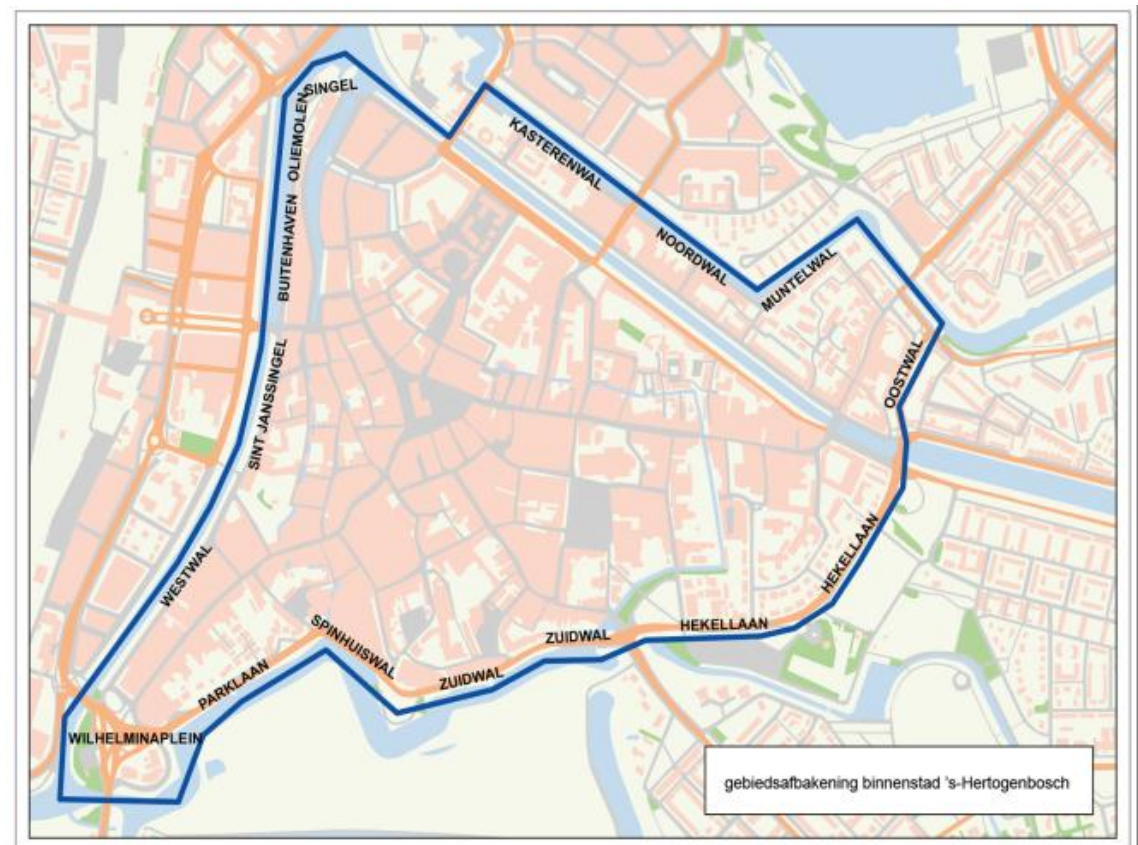 SINGEL
OLIEMOLEN
BUITENHAVEN
KASTERENWAL
NOORDWAL
MUNTELWAL
OOSTWAL
SINT JANSSINGEL
HEKELLAAN
WESTWAL
HEKELLAAN
SPINHUISWAL
ZUIDWAL
ZUIDWAL
PARKLAAN
WILHELMINAPLEIN
gebiedsafbakening binnenstad 's-Hertogenbosch